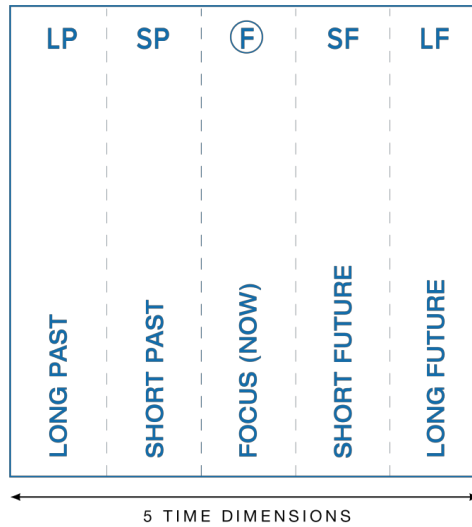 LP SP F SF LF
LONG PAST
SHORT PAST
FOCUS (NOW)
SHORT FUTURE
LONG FUTURE
5 TIME DIMENSIONS